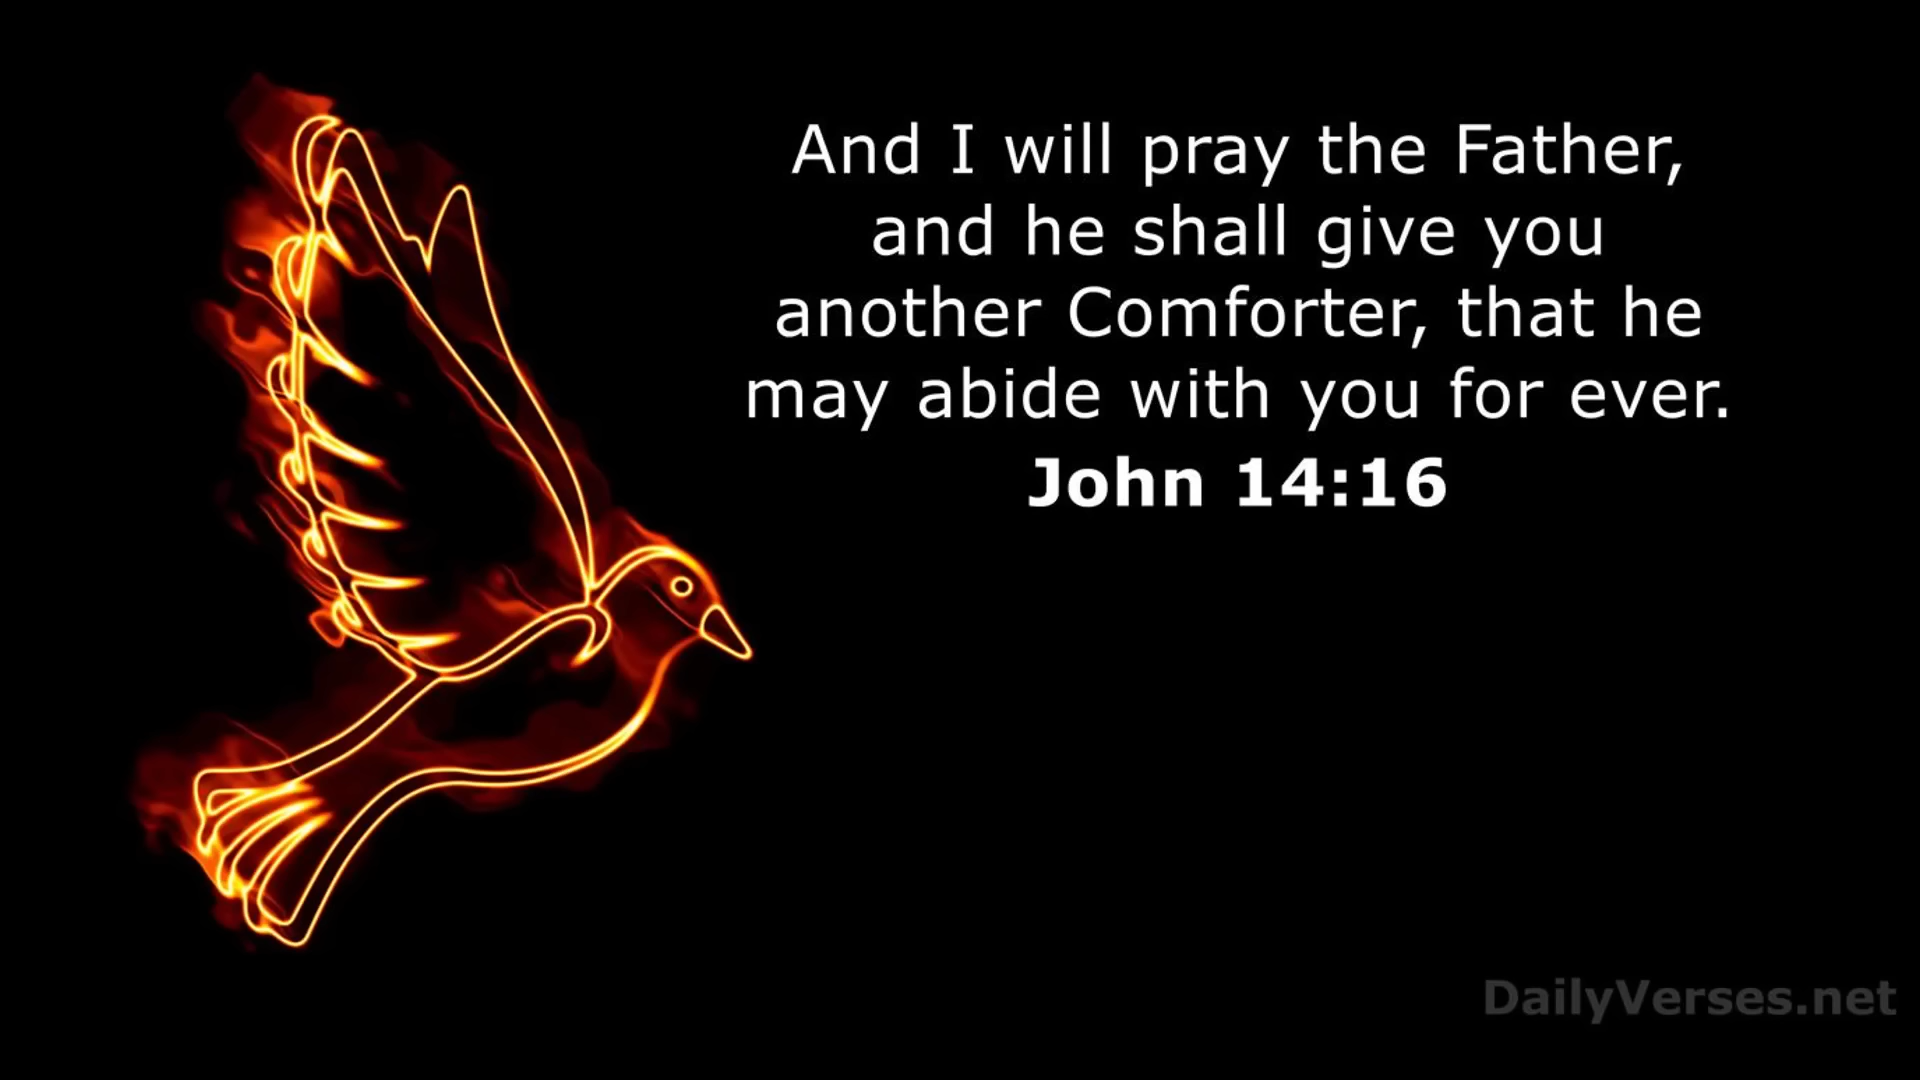 And I will pray the Father,
and he shall give you
another Comforter, that he
may abide with you for ever.
John 14:16
DailyVerses.net